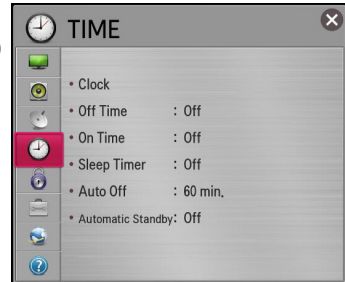 TIME
• Clock
• Off Time : Off
• On Time : Off
• Sleep Timer : Off
• Auto Off : 60 min.
• Automatic Standby: Off
?